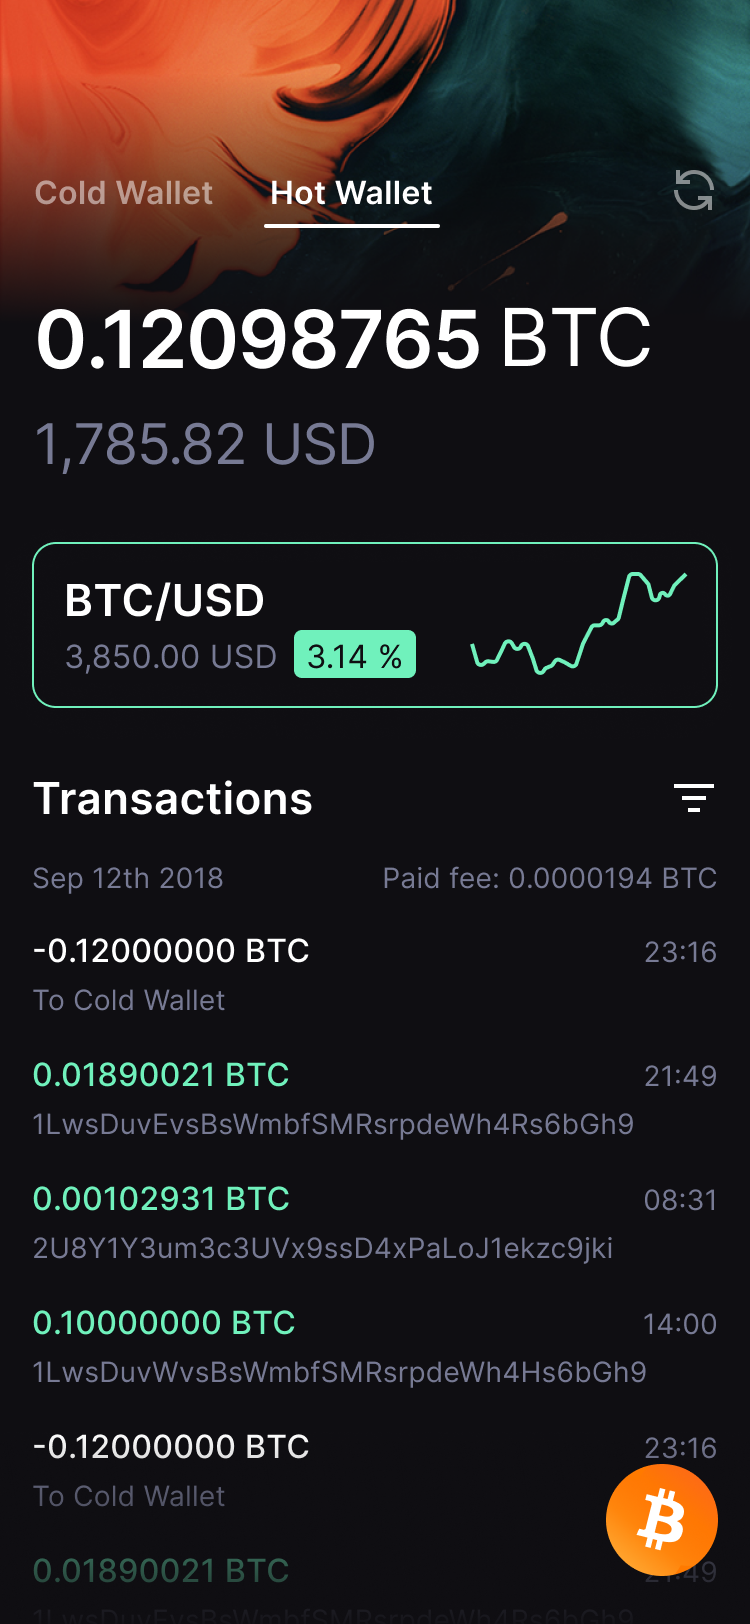 Cold Wallet Hot Wallet
0.12098765 BTC
1,785.82 USD
BTC/USD
3,850.00 USD 3.14 %
Transactions
Sep 12th 2018 Paid fee: 0.0000194 BTC
-0.12000000 BTC 23:16
To Cold Wallet
0.01890021 BTC 21:49
1LwsDuvEvsBsWmbfSMRsrpdeWh4Rs6bGh9
0.00102931 BTC 08:31
2U8Y1Y3um3c3UVx9ssD4xPaLoJ1ekzc9jki
0.10000000 BTC 14:00
1LwsDuvWvsBsWmbfSMRsrpdeWh4Hs6bGh9
-0.12000000 BTC 23:16
To Cold Wallet
0.01890021 BTC 21:49